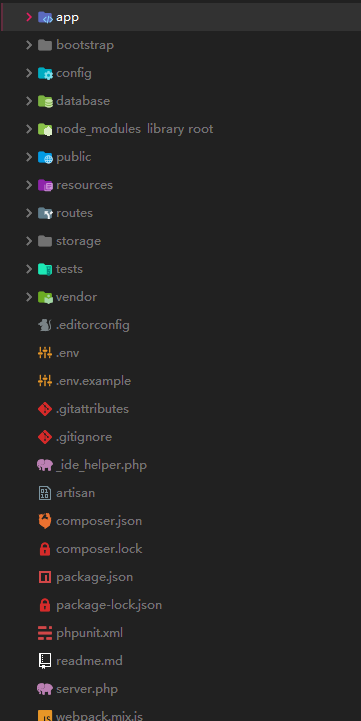 app
bootstrap
config
database
node_modules library root
public
resources
routes
storage
tests
vendor
.editorconfig
.env
.env.example
.gitattributes
.gitignore
_ide_helper.php
artisan
composer.json
composer.lock
package.json
package-lock.json
phpunit.xml
readme.md
server.php
webpack.mix.js